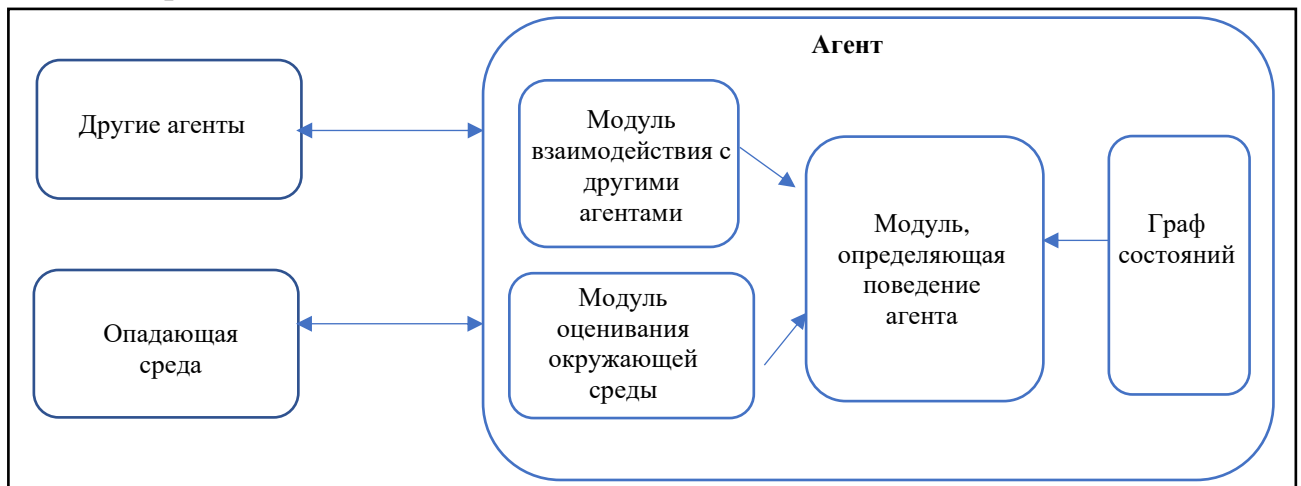 Агент
Другие агенты
Модуль
взаимодействия с
другими
агентами
Опадающая
среда
Модуль
оценивания
окружающей
среды
Модуль,
определяющая
поведение
агента
Граф
состояний